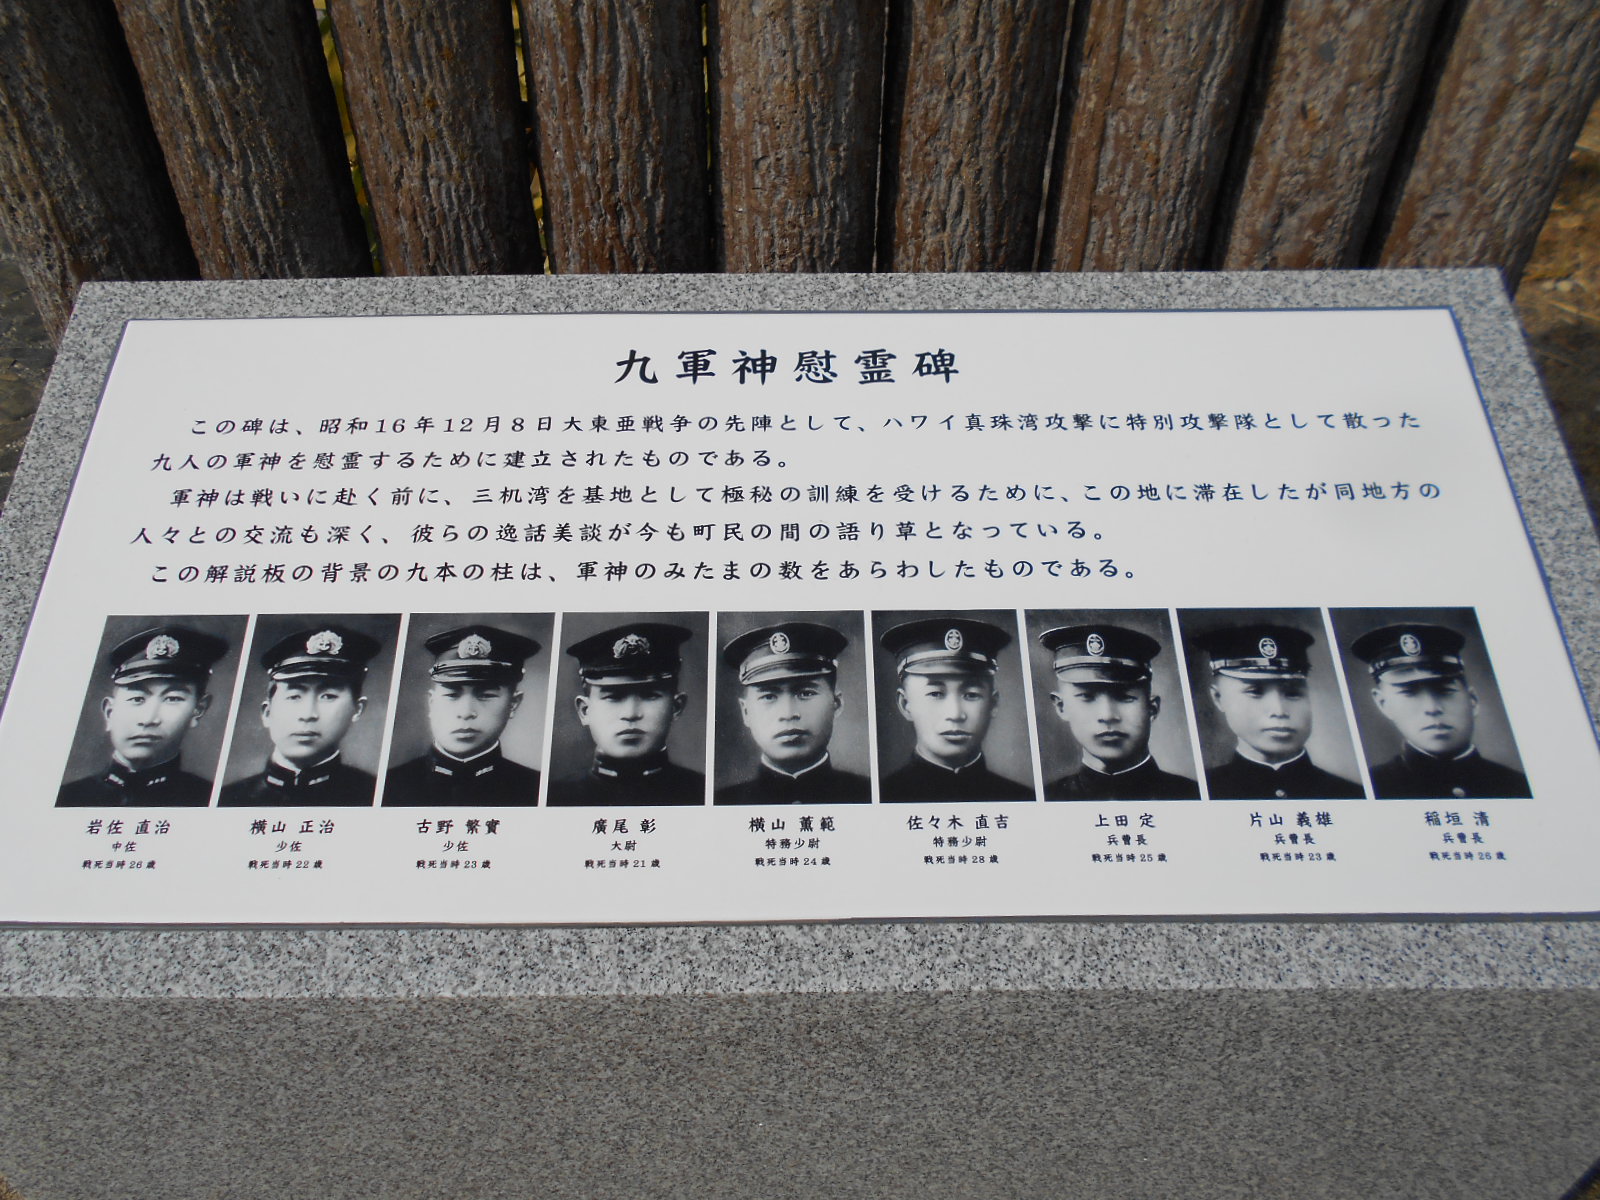 九軍神慰霊碑
この碑は、昭和16年12月8日大東亜戦争の先陣として、ハワイ真珠湾攻撃に特別攻撃隊として散った
九人の軍神を慰霊するために建立されたものである。
軍神は戦いに赴く前に、三机湾を基地として極秘の訓練を受けるために、この地に滞在したが同地方の
人々との交流も深く、彼らの逸話美談が今も町民の間の語り草となっている。
この解説板の背景の九本の柱は、軍神のみたまの数をあらわしたものである。
岩佐 直治 横山 正治 古野 繁實 廣尾 彰 横山 薫範 佐々木 直吉 上田 定 片山 義雄 稲垣 清
中佐 少佐 少佐 大尉 特務少尉 特務少尉 兵曹長 兵曹長 兵曹長
戦死当時26歳 戦死当時22歳 戦死当時23歳 戦死当時21歳 戦死当時24歳 戦死当時28歳 戦死当時25歳 戦死当時23歳 戦死当時26歳